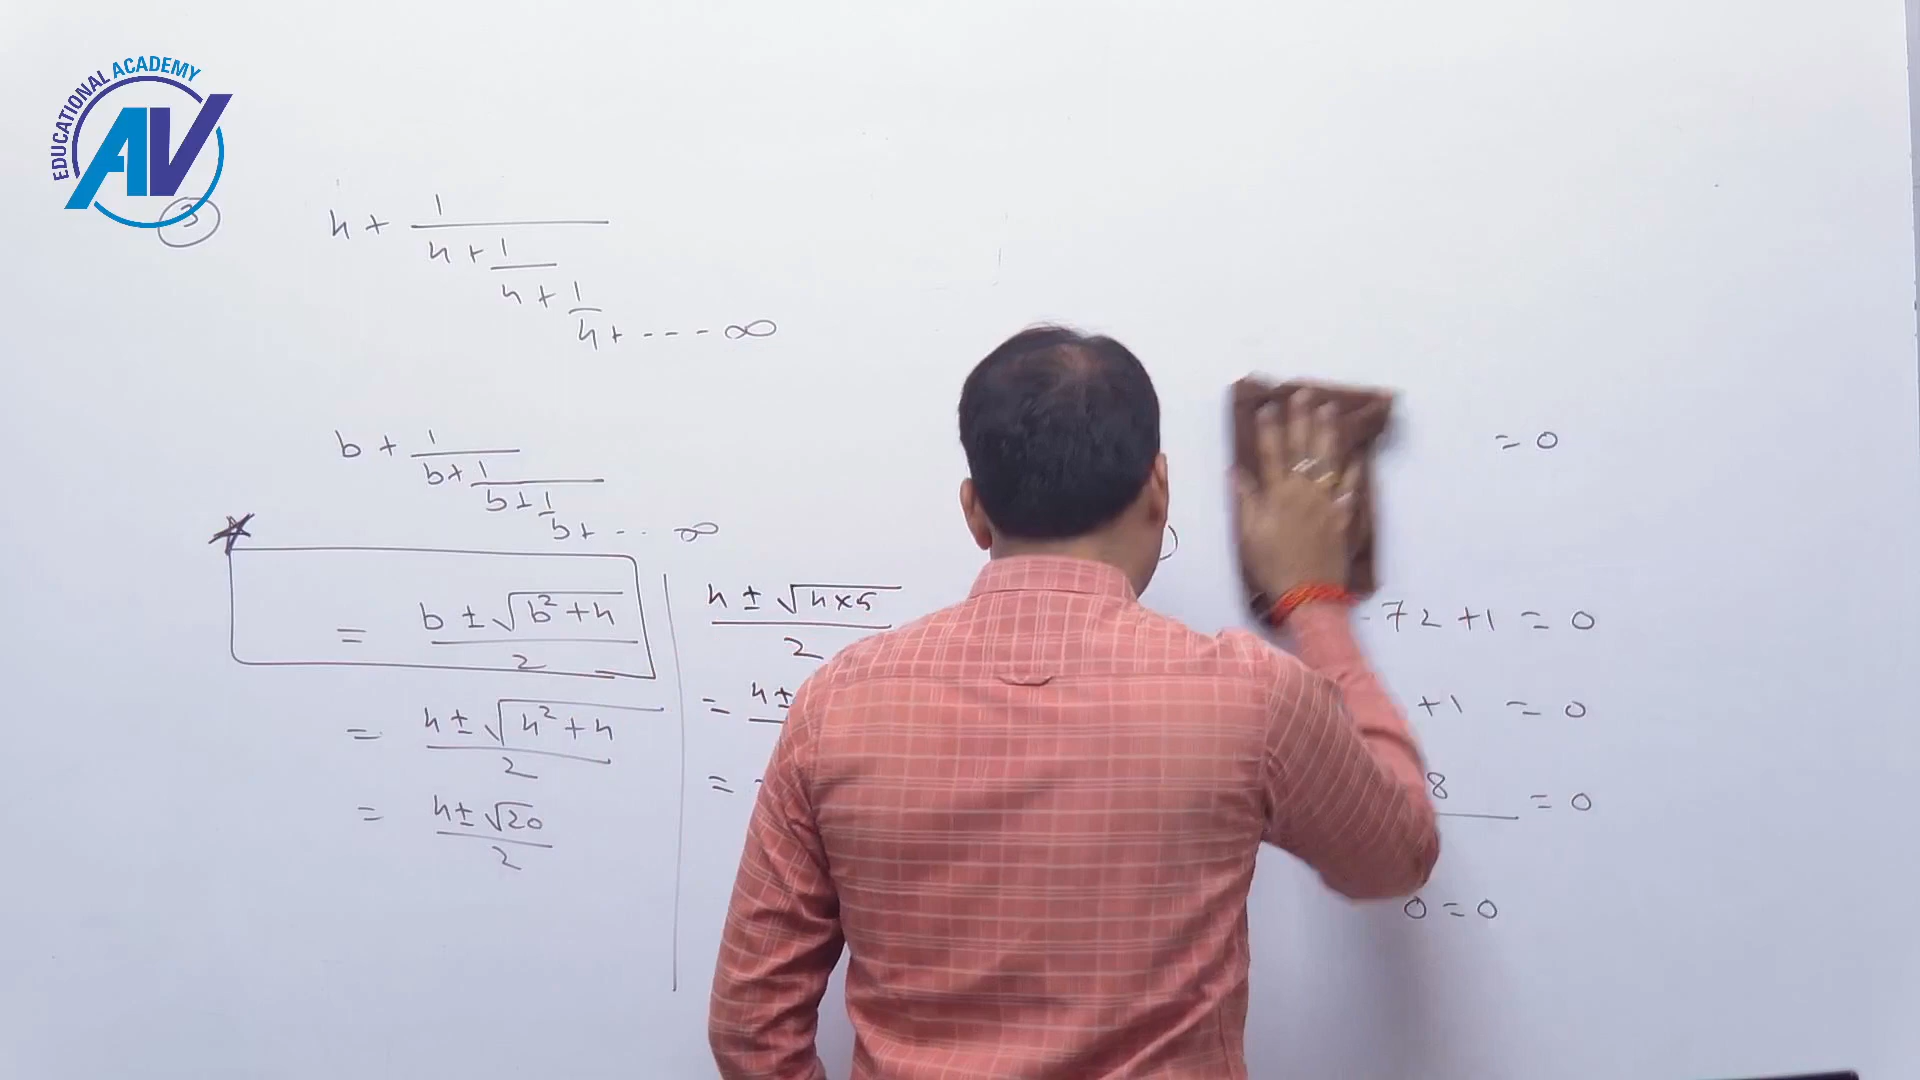 EDUCATIONAL ACADEMY
AV
3
4 + 1
4 + 1
4 + 1
4 + ---- ∞
b + 1
b + 1
b + 1
b + --- ∞
= b ± √b² + 4
2
= 4 ± √4² + 4
2
= 4 ± √20
2
4 ± √4×5
2
= 4 ±
=
= 0
)
- 72 + 1 = 0
+ 1 = 0
8 = 0
0 = 0